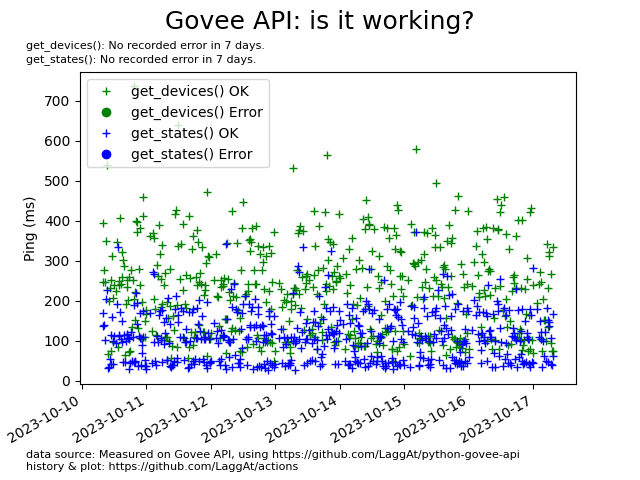 Govee API: is it working?
get_devices(): No recorded error in 7 days.
get_states(): No recorded error in 7 days.
get_devices() OK
get_devices() Error
get_states() OK
get_states() Error
Ping (ms)
700
600
500
400
300
200
100
0
2023-10-10
2023-10-11
2023-10-12
2023-10-13
2023-10-14
2023-10-15
2023-10-16
2023-10-17
data source: Measured on Govee API, using https://github.com/LaggAt/python-govee-api
history & plot: https://github.com/LaggAt/actions